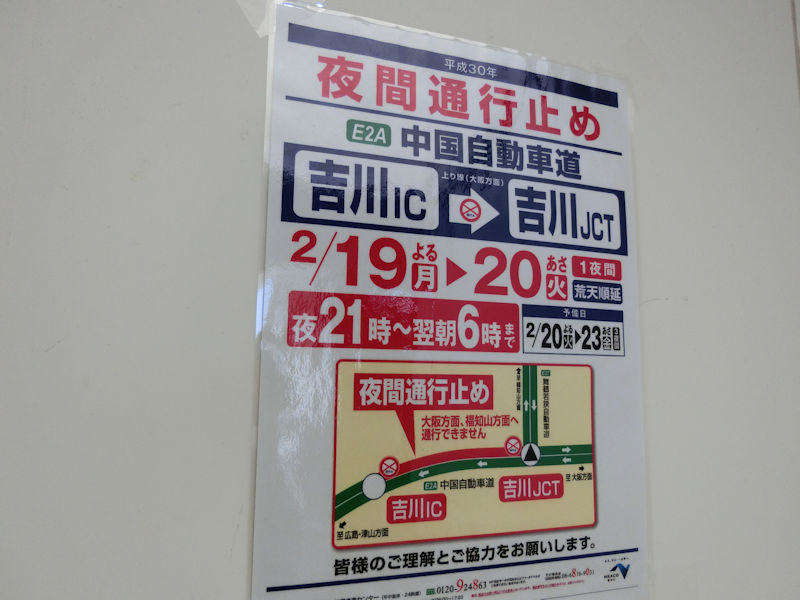 平成30年
夜間通行止め
E2A 中国自動車道
上り線(大阪方面)
吉川IC
吉川JCT
2/19よる月▶20あさ火
1夜間
荒天順延
夜21時〜翌朝6時まで
予備日
2/20よる火▶23あさ金
夜間通行止め
大阪方面、福知山方面へ
通行できません
至福知山方面
舞鶴若狭自動車道
至大阪方面
E2A 中国自動車道
吉川IC
吉川JCT
至広島・津山方面
皆様のご理解とご協力をお願いします。
0120-924863
NEXCO